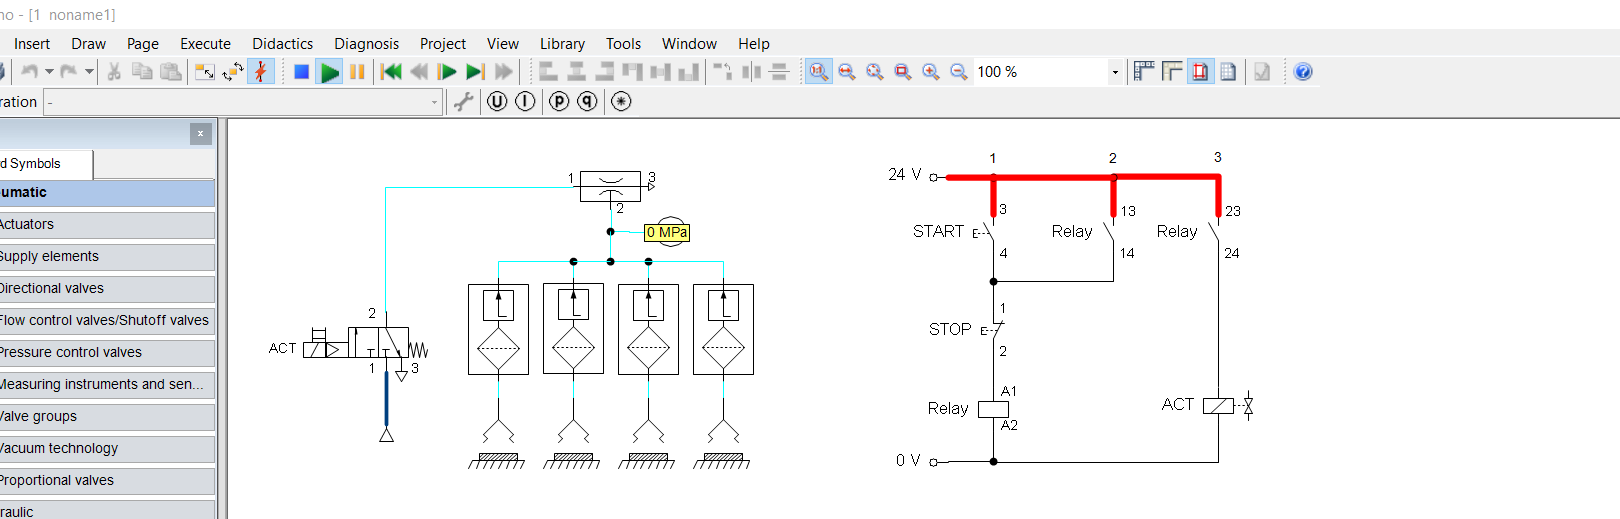 no - [1  noname1]
Insert Draw Page Execute Didactics Diagnosis Project View Library Tools Window Help
100 %
ration -
U I p q
x
d Symbols
umatic
Actuators
Supply elements
Directional valves
Flow control valves/Shutoff valves
Pressure control valves
Measuring instruments and sen...
Valve groups
Vacuum technology
Proportional valves
raulic
1 3
2
0 MPa
2
ACT
1 3
1 2 3
24 V
3 13 23
START Relay Relay
4 14 24
1
STOP
2
A1
Relay ACT
A2
0 V